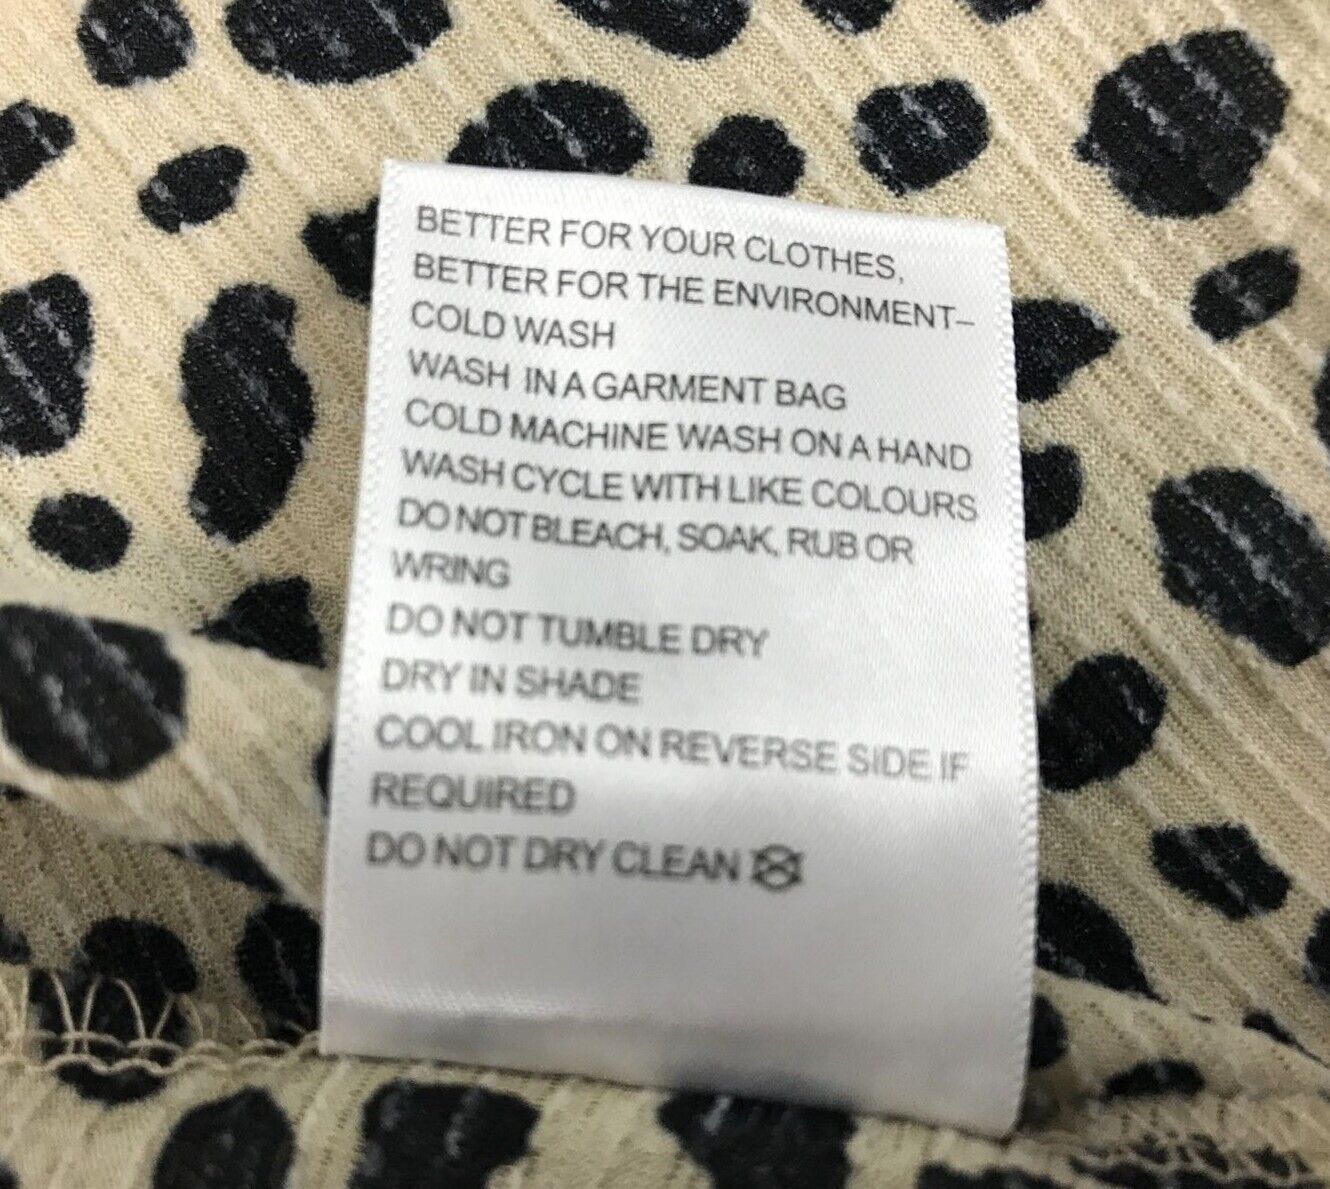 BETTER FOR YOUR CLOTHES,
BETTER FOR THE ENVIRONMENT–
COLD WASH
WASH IN A GARMENT BAG
COLD MACHINE WASH ON A HAND
WASH CYCLE WITH LIKE COLOURS
DO NOT BLEACH, SOAK, RUB OR
WRING
DO NOT TUMBLE DRY
DRY IN SHADE
COOL IRON ON REVERSE SIDE IF
REQUIRED
DO NOT DRY CLEAN